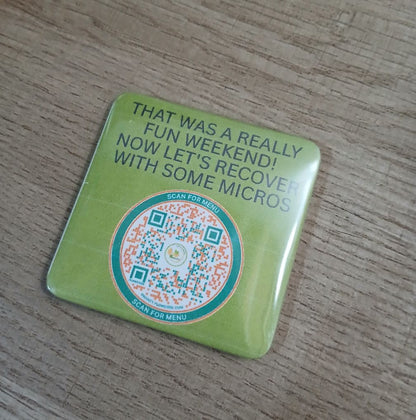 THAT WAS A REALLY
FUN WEEKEND!
NOW LET'S RECOVER
WITH SOME MICROS
SCAN FOR MENU
SCAN FOR MENU